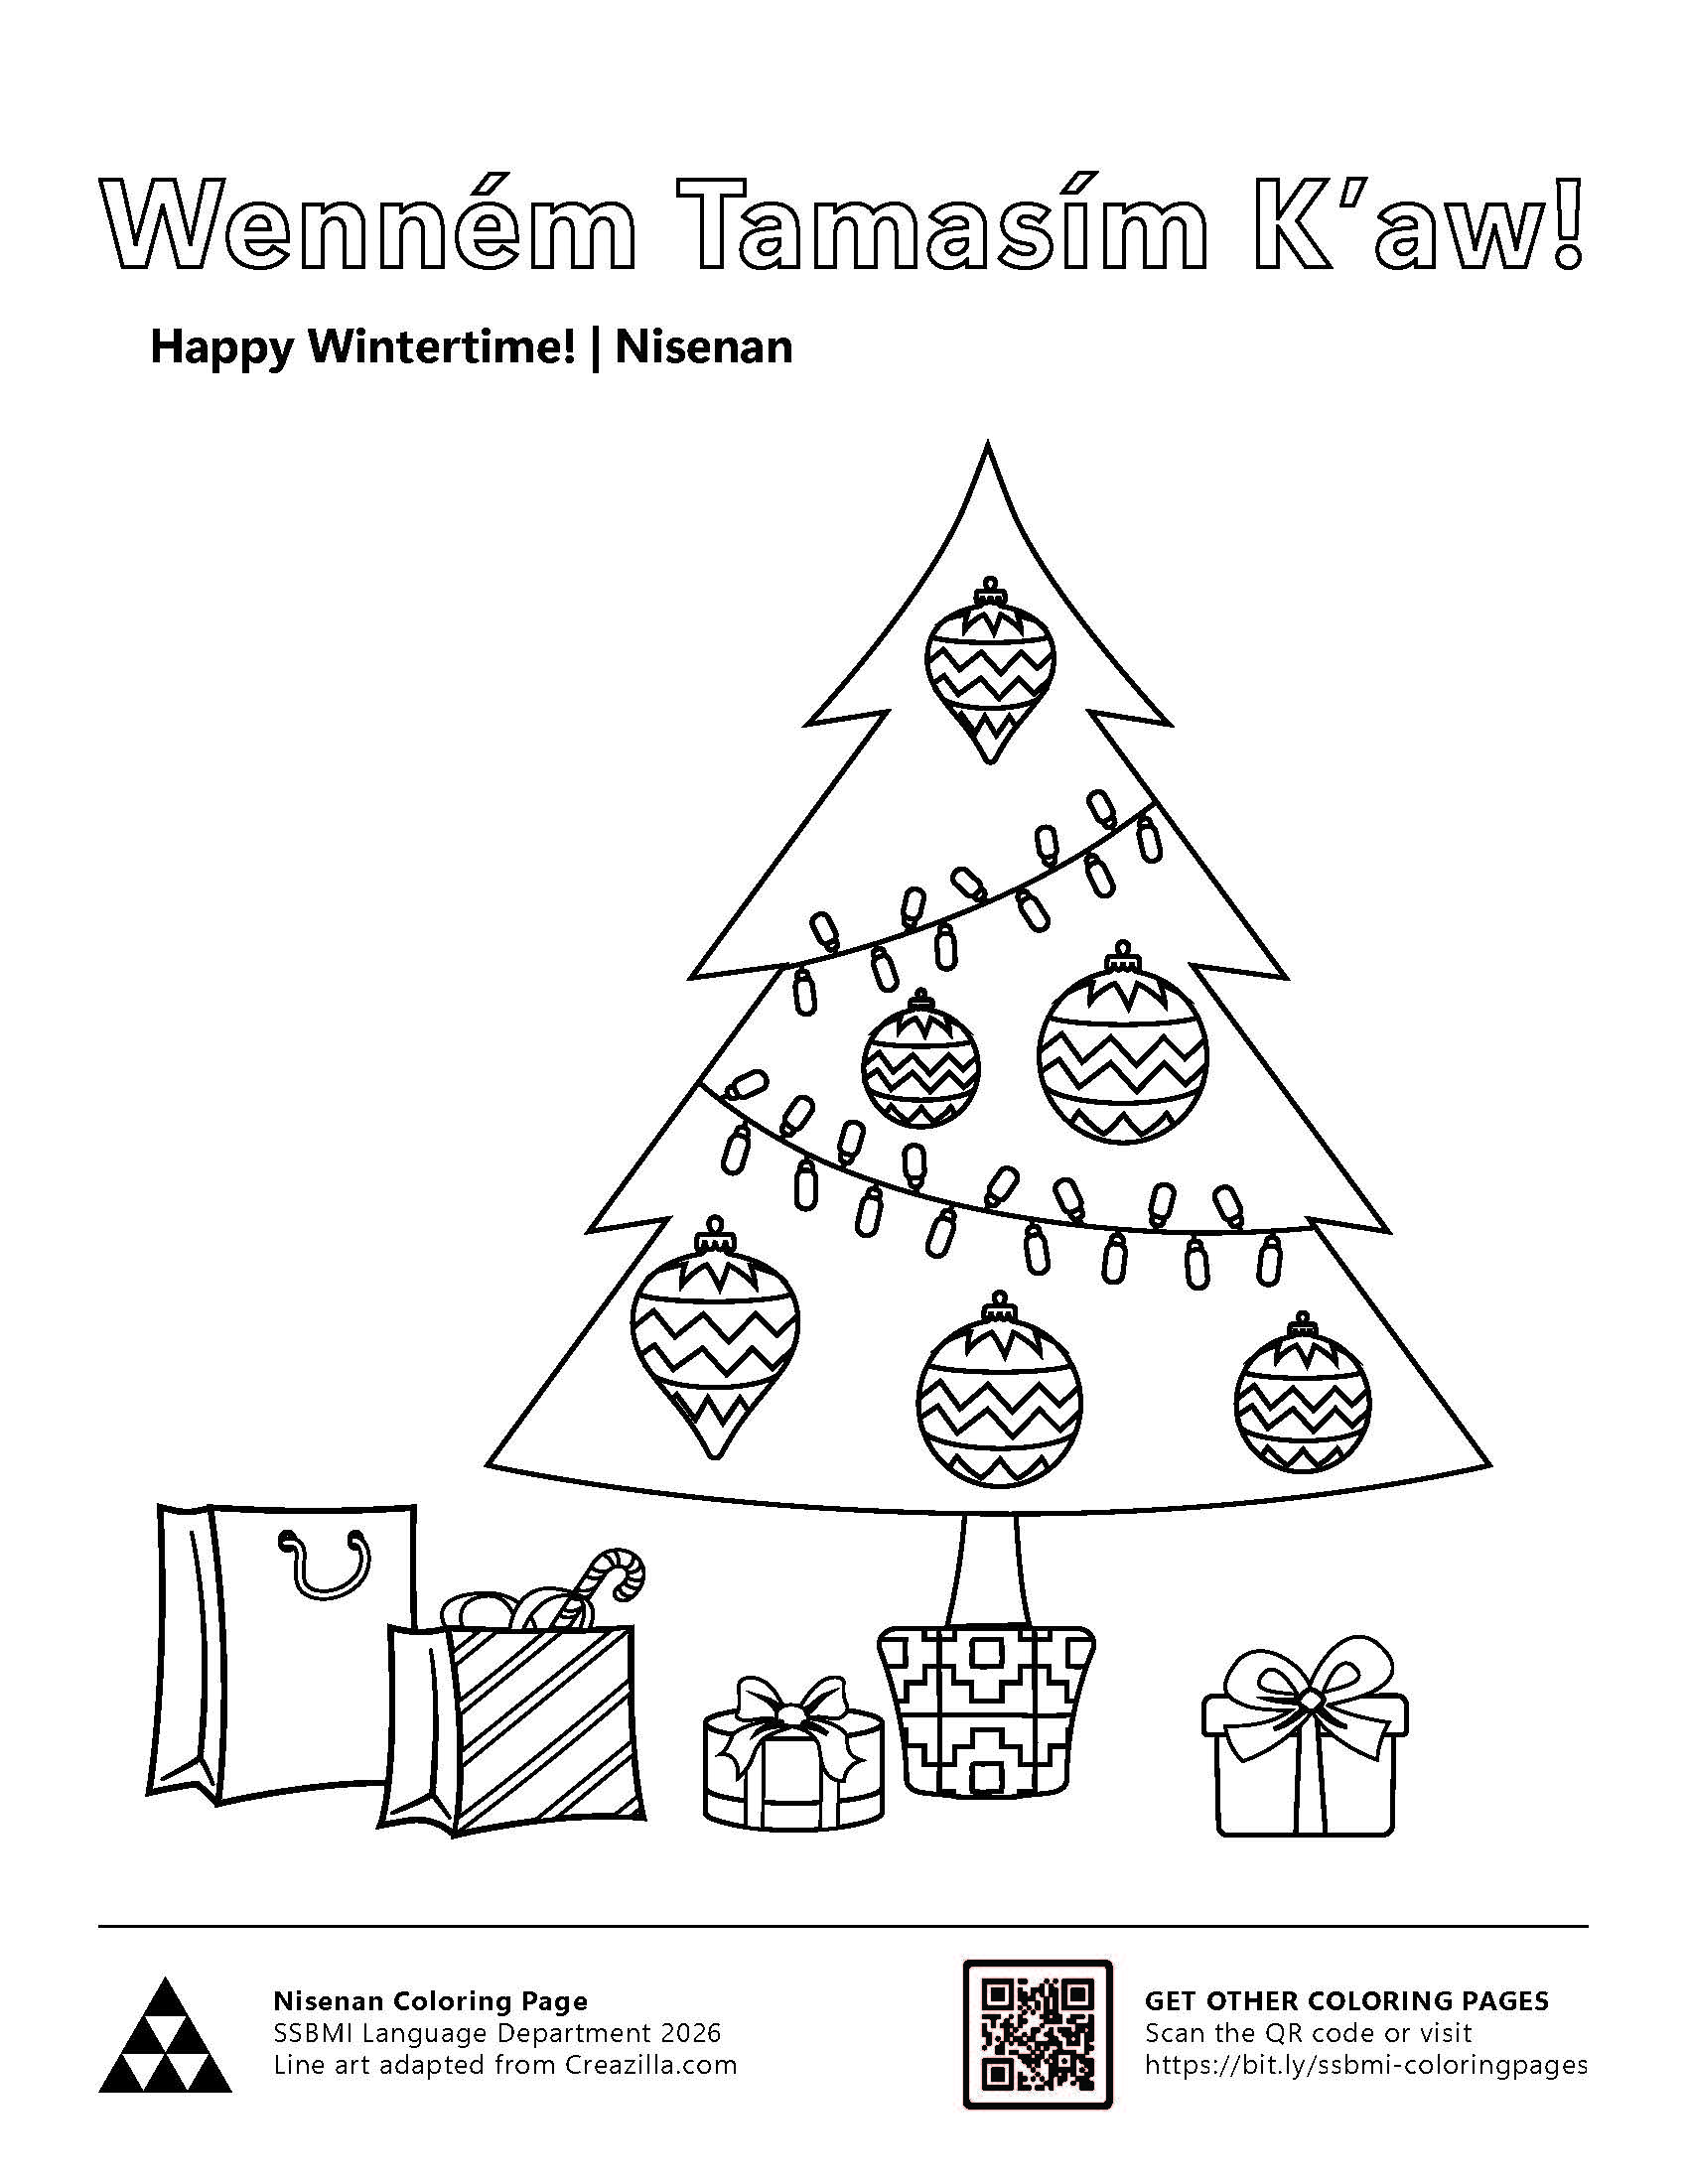 Wenném Tamasím K'aw!
Happy Wintertime! | Nisenan
Nisenan Coloring Page
SSBMI Language Department 2026
Line art adapted from Creazilla.com
GET OTHER COLORING PAGES
Scan the QR code or visit
https://bit.ly/ssbmi-coloringpages